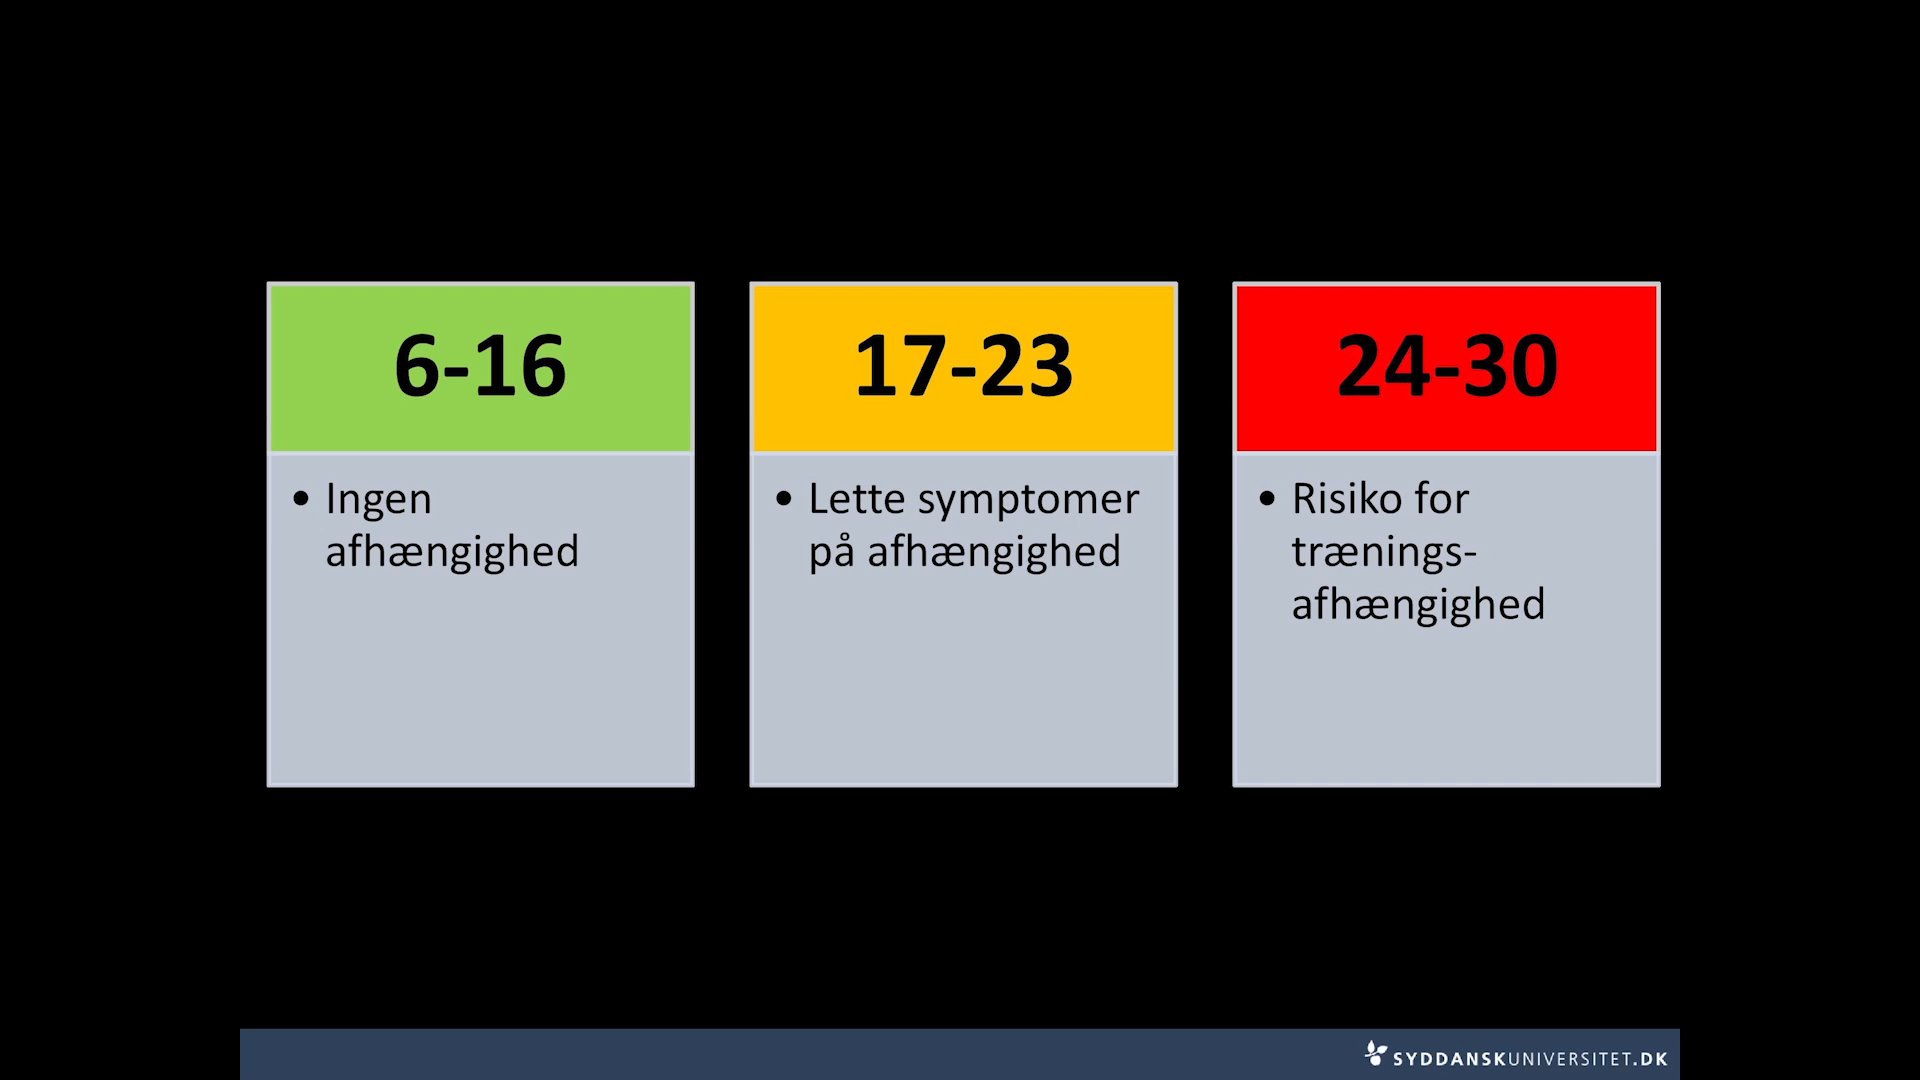 6-16
• Ingen
afhængighed
17-23
• Lette symptomer
på afhængighed
24-30
• Risiko for
trænings-
afhængighed
SYDDANSKUNIVERSITET.DK